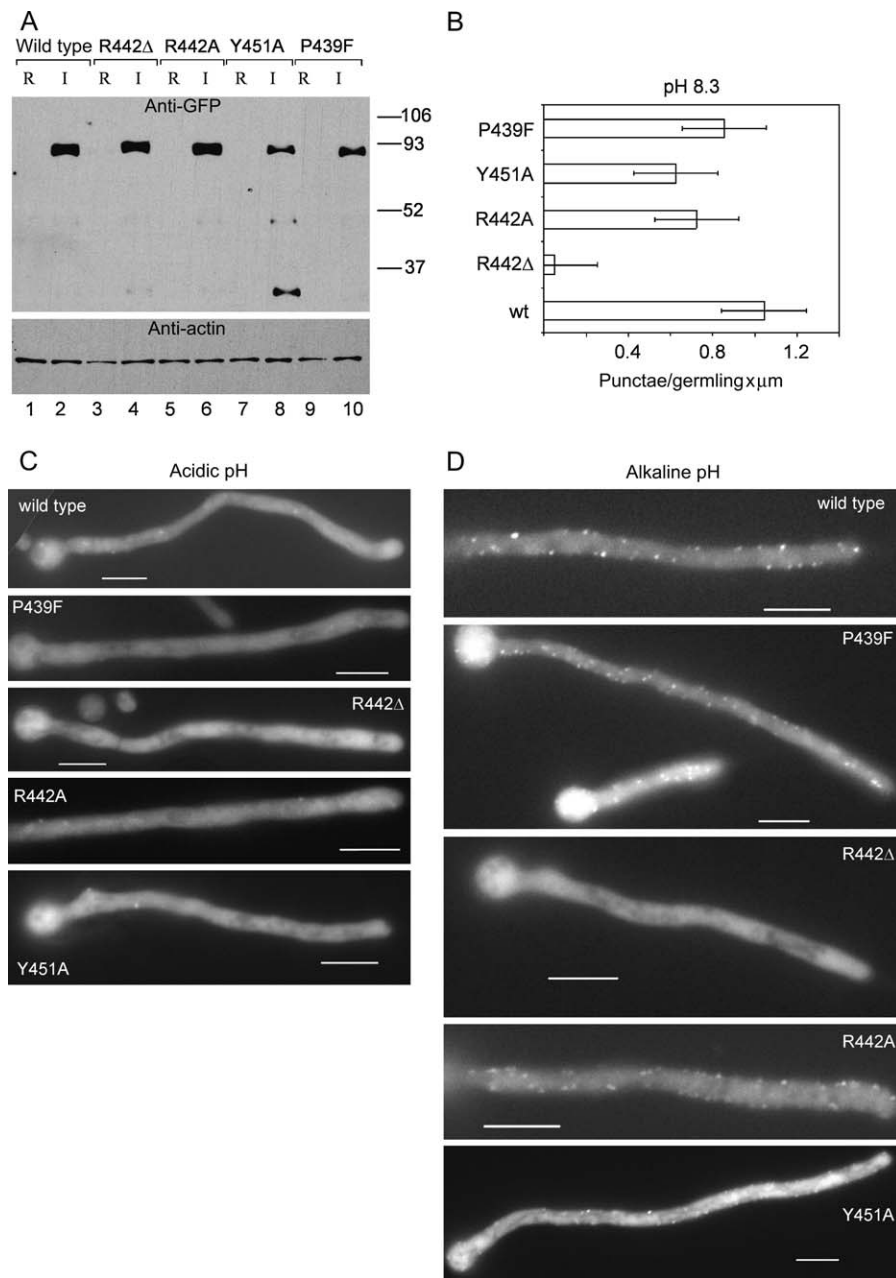 A
Wild type R442Δ R442A Y451A P439F
R I R I R I R I R I
Anti-GFP
106
93
52
37
Anti-actin
1 2 3 4 5 6 7 8 9 10
B
pH 8.3
P439F
Y451A
R442A
R442Δ
wt
0.4 0.8 1.2
Punctae/germlingxμm
C
Acidic pH
wild type
P439F
R442Δ
R442A
Y451A
D
Alkaline pH
wild type
P439F
R442Δ
R442A
Y451A